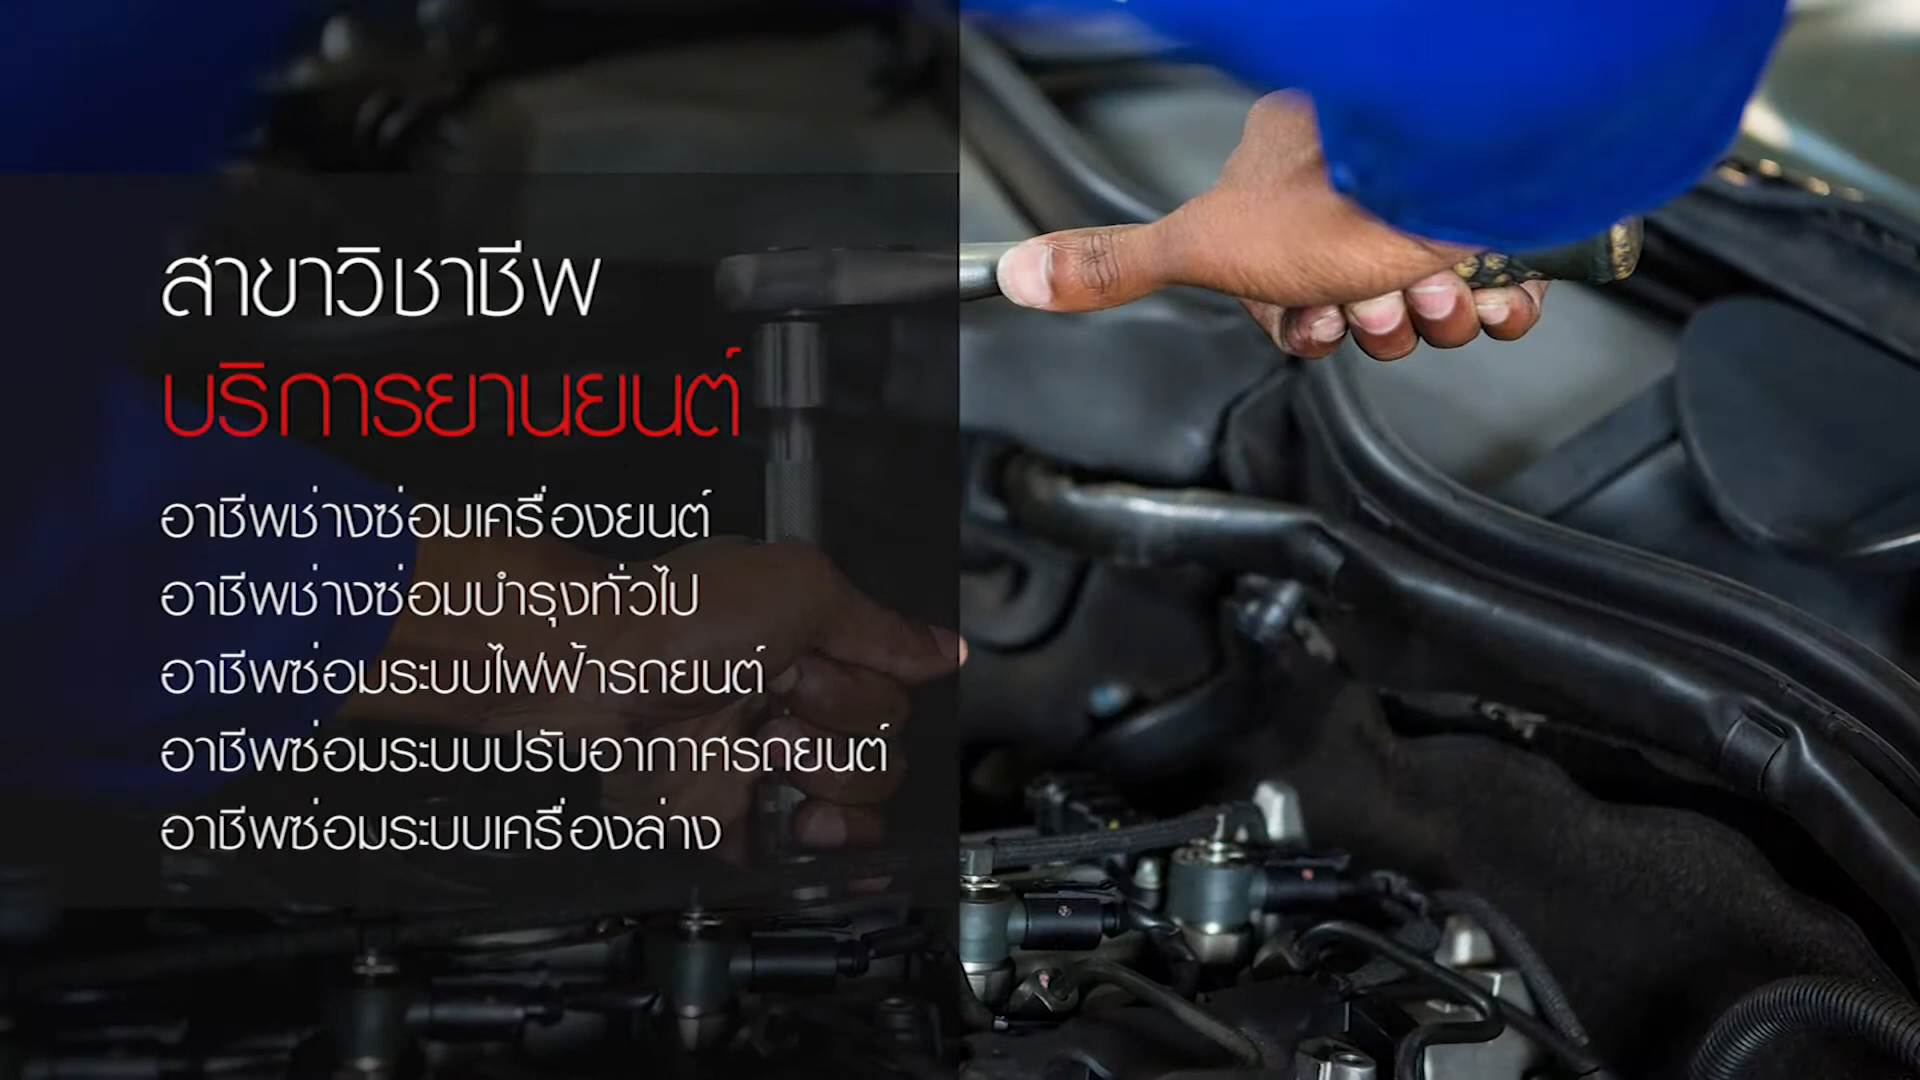 สาขาวิชาชีพ
บริการยานยนต์
อาชีพช่างซ่อมเครื่องยนต์
อาชีพช่างซ่อมบำรุงทั่วไป
อาชีพซ่อมระบบไฟฟ้ารถยนต์
อาชีพซ่อมระบบปรับอากาศรถยนต์
อาชีพซ่อมระบบเครื่องล่าง